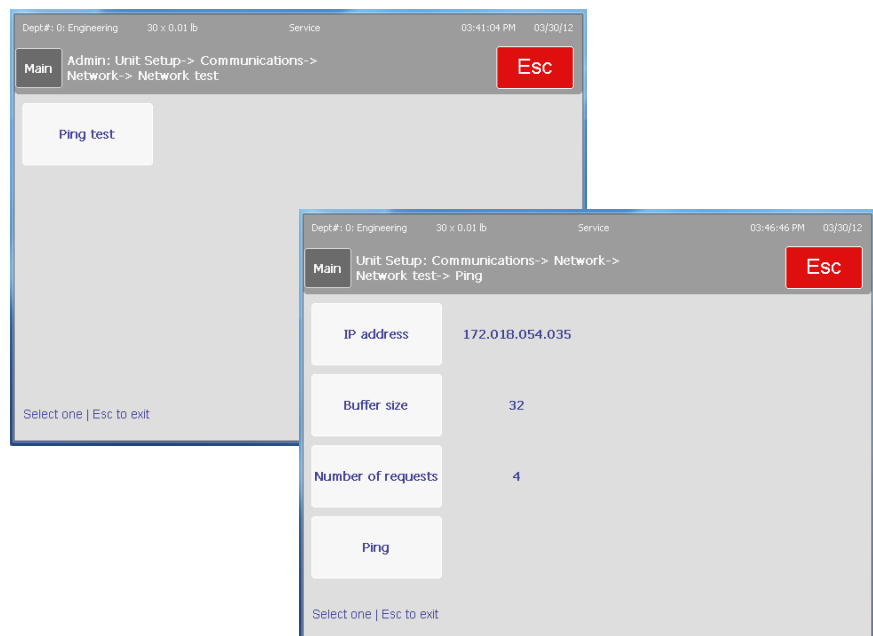 Dept#: 0: Engineering 30 x 0.01 lb Service 03:41:04 PM 03/30/12
Main
Admin: Unit Setup-> Communications->
Network-> Network test
Esc
Ping test
Select one | Esc to exit
Dept#: 0: Engineering 30 x 0.01 lb Service 03:46:46 PM 03/30/12
Main
Unit Setup: Communications-> Network->
Network test-> Ping
Esc
IP address 172.018.054.035
Buffer size 32
Number of requests 4
Ping
Select one | Esc to exit